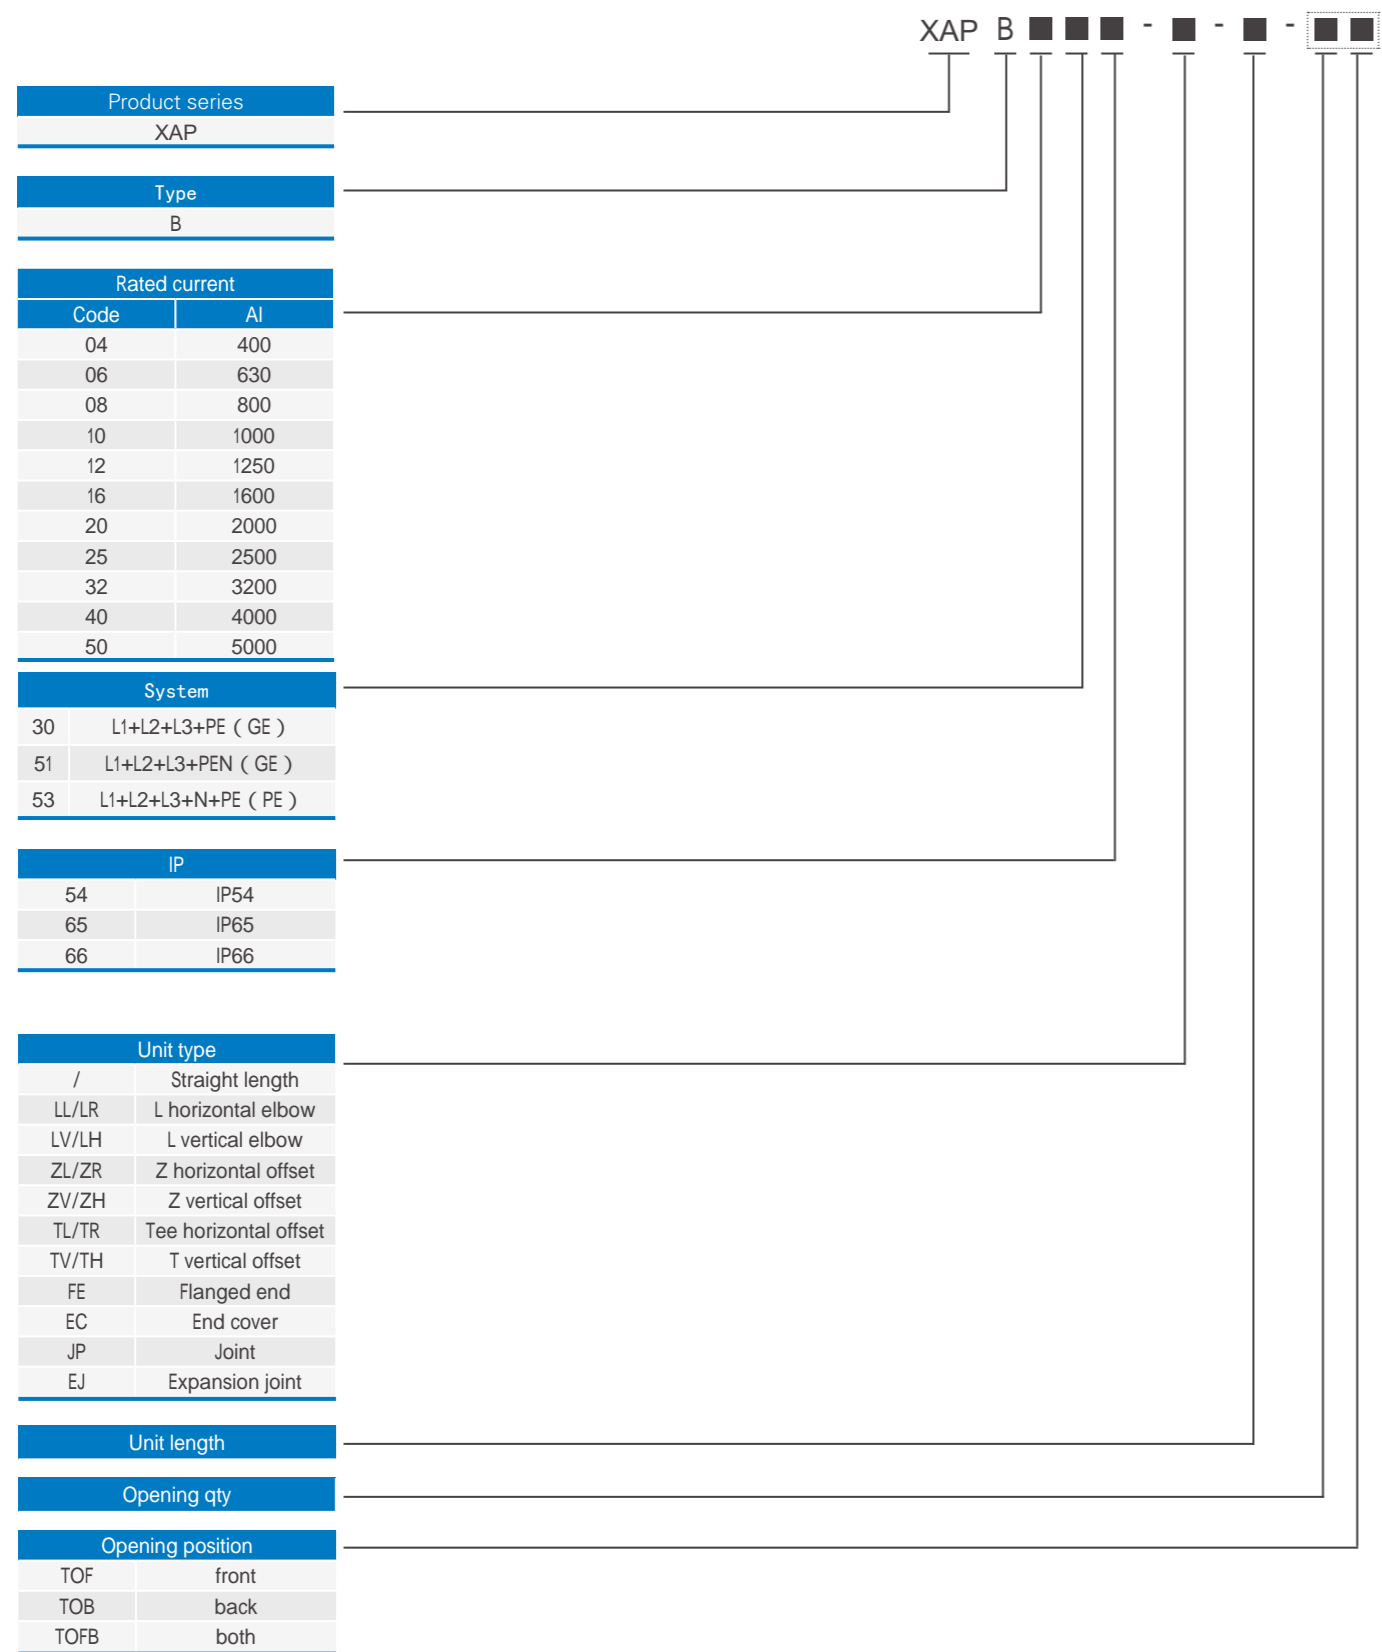 XAP B ■ ■ ■ - ■ - ■ - ■ ■
Product series
XAP
Type
B
Rated current
Code Al
04 400
06 630
08 800
10 1000
12 1250
16 1600
20 2000
25 2500
32 3200
40 4000
50 5000
System
30 L1+L2+L3+PE ( GE )
51 L1+L2+L3+PEN ( GE )
53 L1+L2+L3+N+PE ( PE )
IP
54 IP54
65 IP65
66 IP66
Unit type
/ Straight length
LL/LR L horizontal elbow
LV/LH L vertical elbow
ZL/ZR Z horizontal offset
ZV/ZH Z vertical offset
TL/TR Tee horizontal offset
TV/TH T vertical offset
FE Flanged end
EC End cover
JP Joint
EJ Expansion joint
Unit length
Opening qty
Opening position
TOF front
TOB back
TOFB both